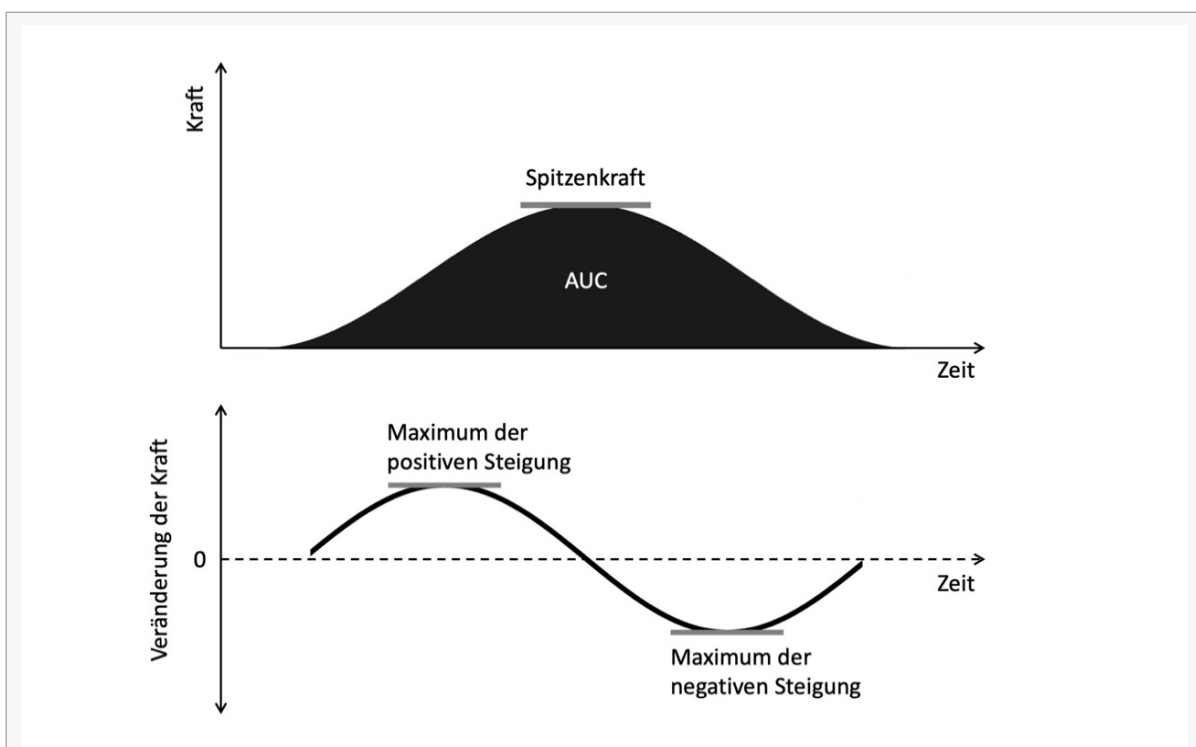 Kraft
Spitzenkraft
AUC
Zeit
Veränderung der Kraft
Maximum der
positiven Steigung
0
Zeit
Maximum der
negativen Steigung